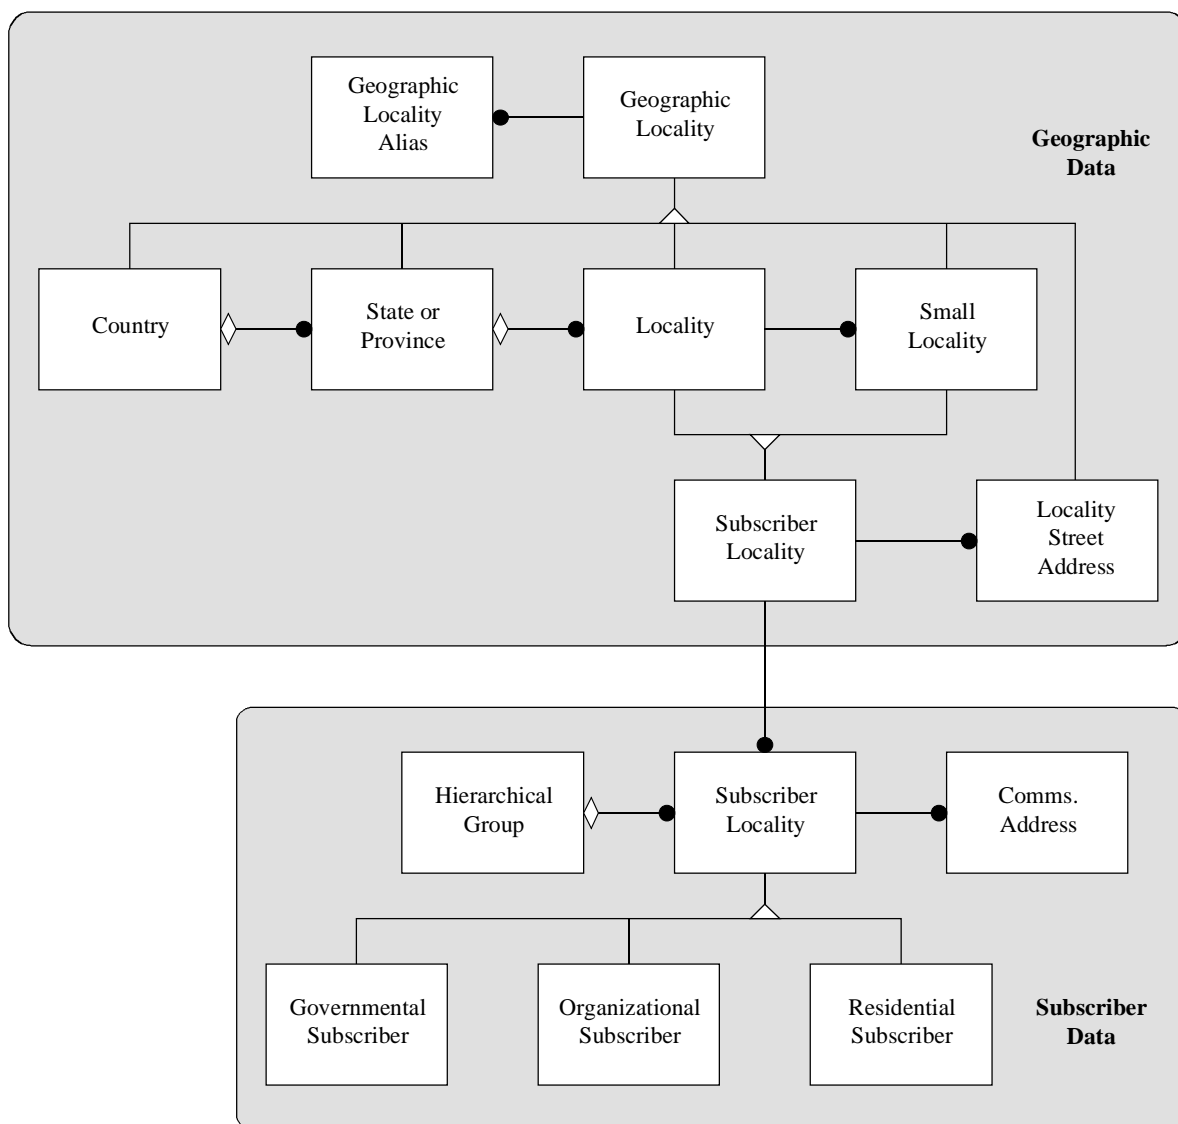 Geographic
Locality
Alias
Geographic
Locality
Geographic
Data
Country
State or
Province
Locality
Small
Locality
Subscriber
Locality
Locality
Street
Address
Hierarchical
Group
Subscriber
Locality
Comms.
Address
Governmental
Subscriber
Organizational
Subscriber
Residential
Subscriber
Subscriber
Data